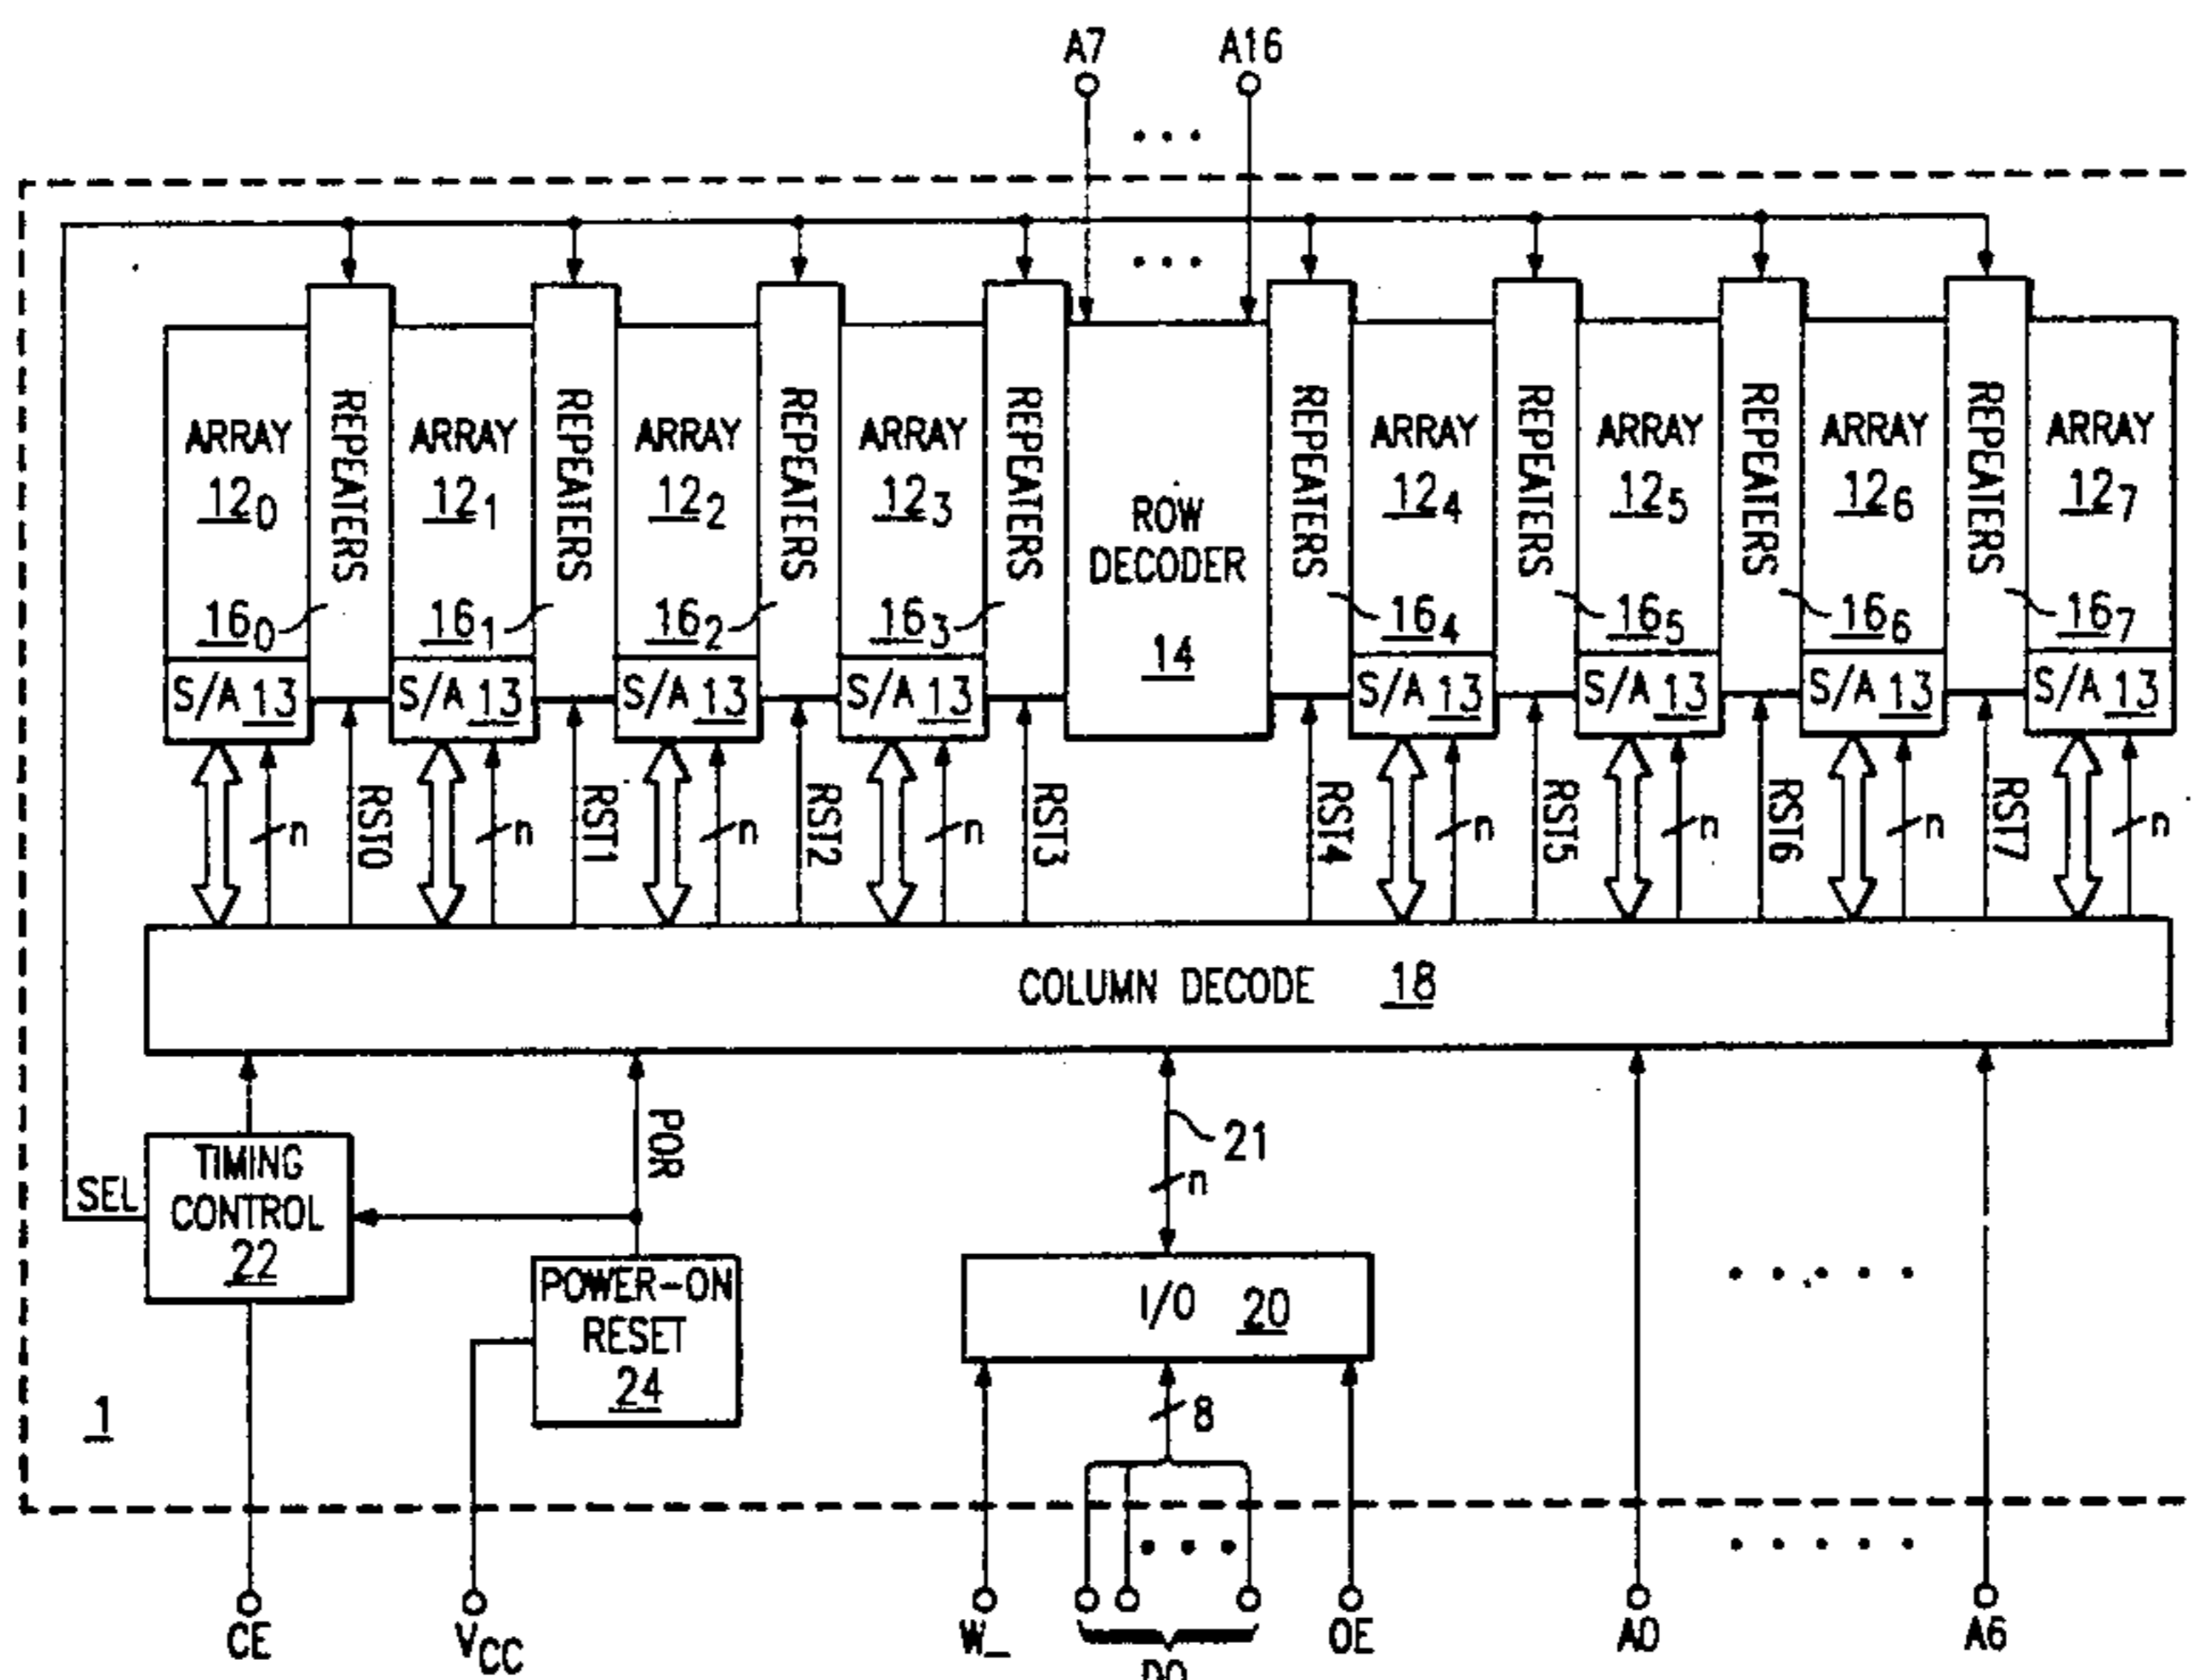 A7 A16
ARRAY 12₀ REPEATERS 16₀ S/A 13
ARRAY 12₁ REPEATERS 16₁ S/A 13
ARRAY 12₂ REPEATERS 16₂ S/A 13
ARRAY 12₃ REPEATERS 16₃ S/A 13
ROW DECODER 14
REPEATERS 16₄ ARRAY 12₄ S/A 13
REPEATERS 16₅ ARRAY 12₅ S/A 13
REPEATERS 16₆ ARRAY 12₆ S/A 13
REPEATERS 16₇ ARRAY 12₇ S/A 13
n RST0 n RST1 n RST2 n RST3 RST4 n RST5 n RST6 n RST7 n
COLUMN DECODE 18
SEL
TIMING
CONTROL
22
POR
POWER-ON
RESET
24
21
n
I/O 20
8
1
CE V_CC W_ OE A0 A6